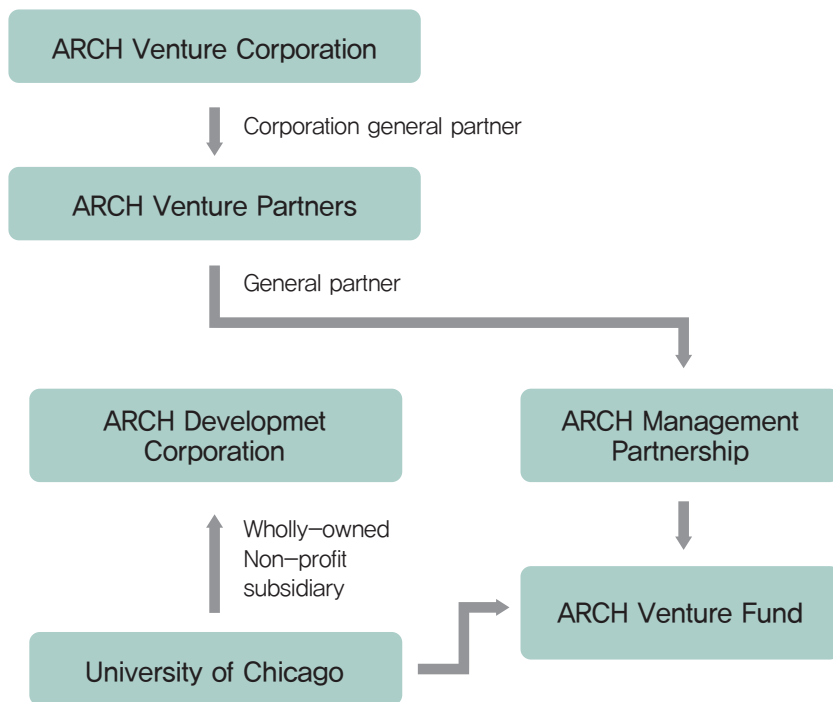 ARCH Venture Corporation
Corporation general partner
ARCH Venture Partners
General partner
ARCH Developmet
Corporation
ARCH Management
Partnership
Wholly-owned
Non-profit
subsidiary
ARCH Venture Fund
University of Chicago